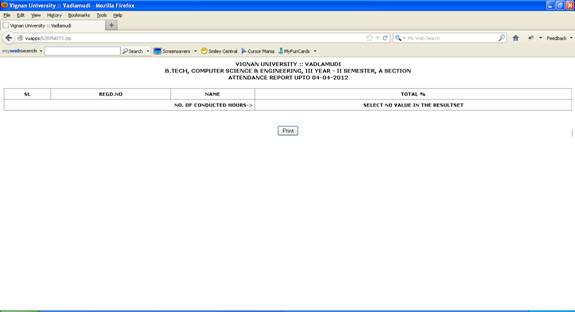 Vignan University :: Vadlamudi - Mozilla Firefox
File Edit View History Bookmarks Tools Help
Vignan University :: Vadlamudi
My Web Search Feedback
mywebsearch Search Screensavers Smiley Central Cursor Mania MyFunCards
VIGNAN UNIVERSITY :: VADLAMUDI
B.TECH, COMPUTER SCIENCE & ENGINEERING, III YEAR - II SEMESTER, A SECTION
ATTENDANCE REPORT UPTO 04-04-2012
SL REGD.NO NAME TOTAL %
NO. OF CONDUCTED HOURS-> SELECT NO VALUE IN THE RESULTSET
Print